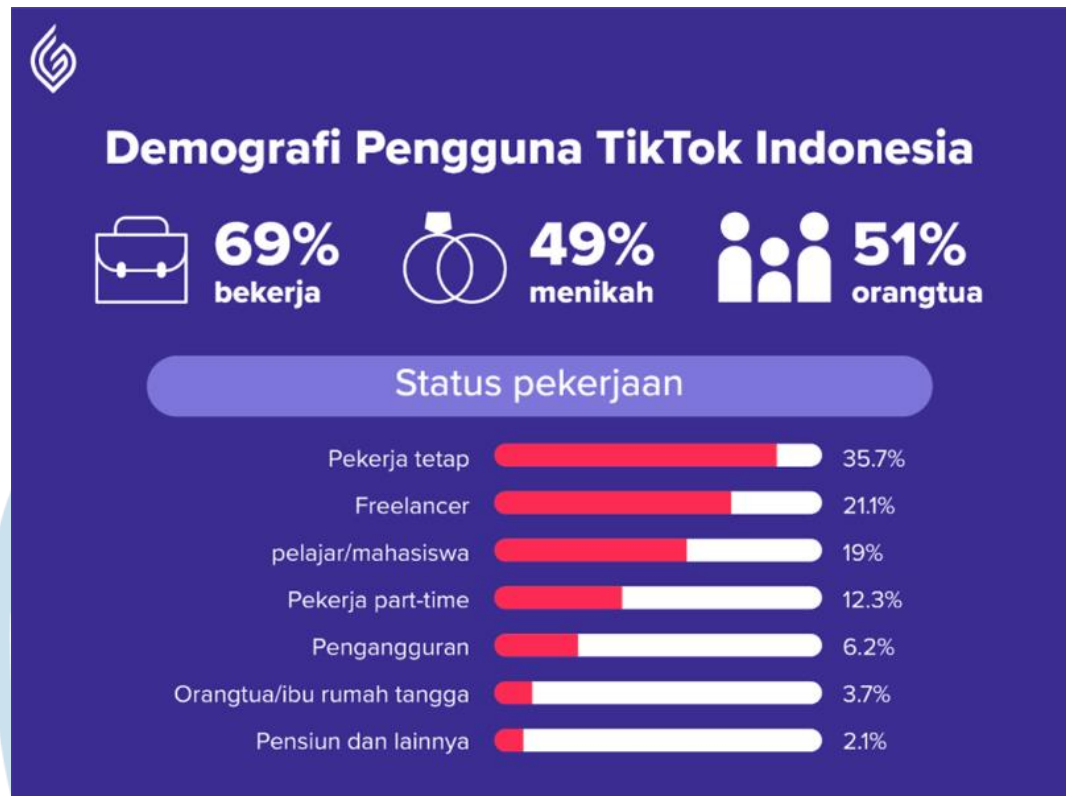 Demografi Pengguna TikTok Indonesia
69%
bekerja
49%
menikah
51%
orangtua
Status pekerjaan
Pekerja tetap 35.7%
Freelancer 21.1%
pelajar/mahasiswa 19%
Pekerja part-time 12.3%
Pengangguran 6.2%
Orangtua/ibu rumah tangga 3.7%
Pensiun dan lainnya 2.1%